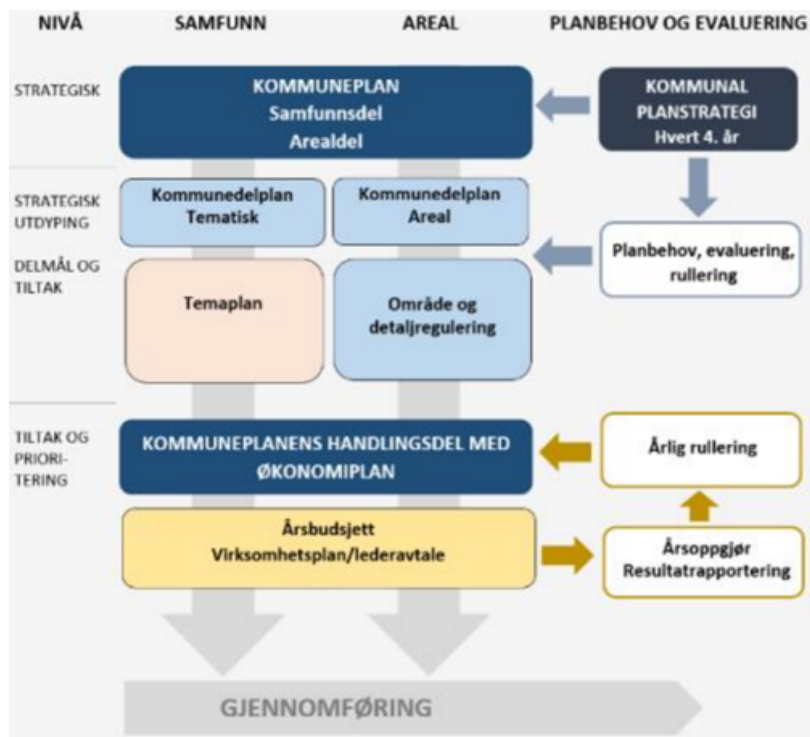 NIVÅ
SAMFUNN
AREAL
PLANBEHOV OG EVALUERING
STRATEGISK
KOMMUNEPLAN
Samfunnsdel
Arealdel
KOMMUNAL
PLANSTRATEGI
Hvert 4. år
STRATEGISK
UTDYPING
Kommunedelplan
Tematisk
Kommunedelplan
Areal
Planbehov, evaluering,
rullering
DELMÅL OG
TILTAK
Temaplan
Område og
detaljregulering
TILTAK OG
PRIORI-
TERING
KOMMUNEPLANENS HANDLINGSDEL MED
ØKONOMIPLAN
Årlig rullering
Årsbudsjett
Virksomhetsplan/lederavtale
Årsoppgjør
Resultatrapportering
GJENNOMFØRING